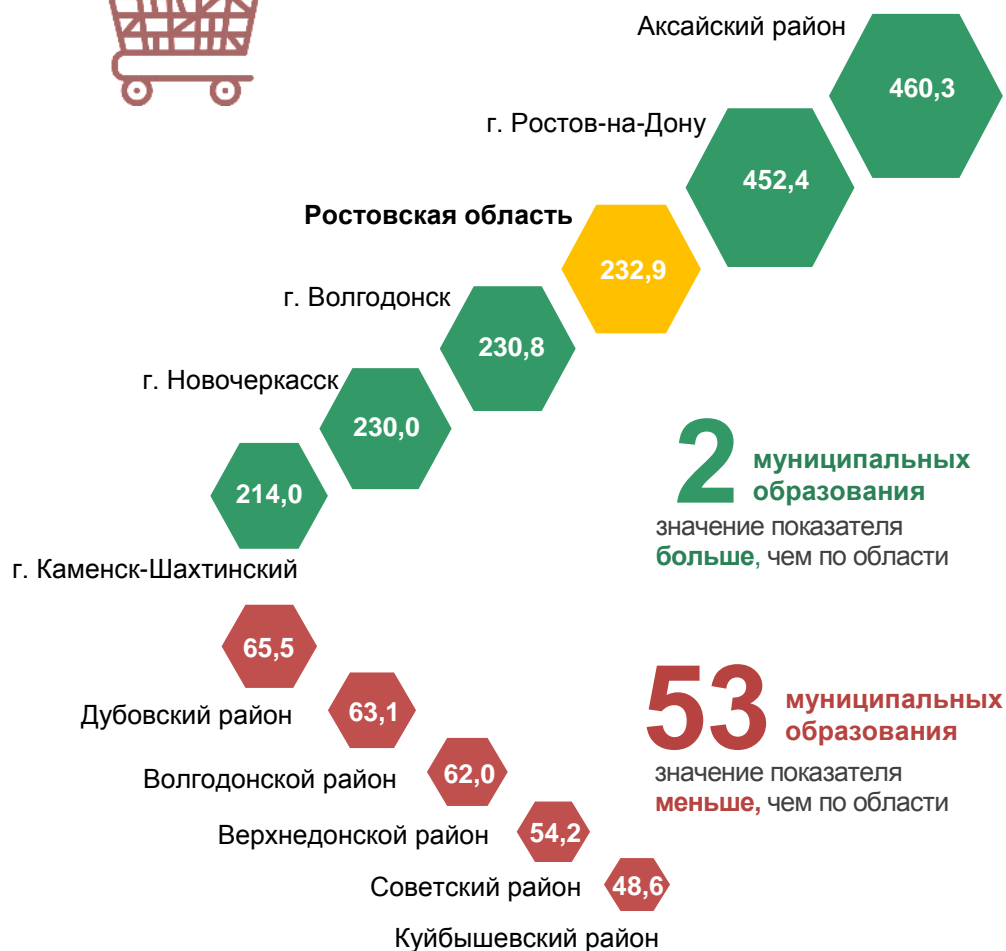 Аксайский район
460,3
г. Ростов-на-Дону
452,4
Ростовская область
232,9
г. Волгодонск
230,8
г. Новочеркасск
230,0
214,0
г. Каменск-Шахтинский
2
муниципальных
образования
значение показателя
больше, чем по области
65,5
Дубовский район
63,1
Волгодонской район
62,0
Верхнедонской район
54,2
Советский район
48,6
Куйбышевский район
53
муниципальных
образования
значение показателя
меньше, чем по области